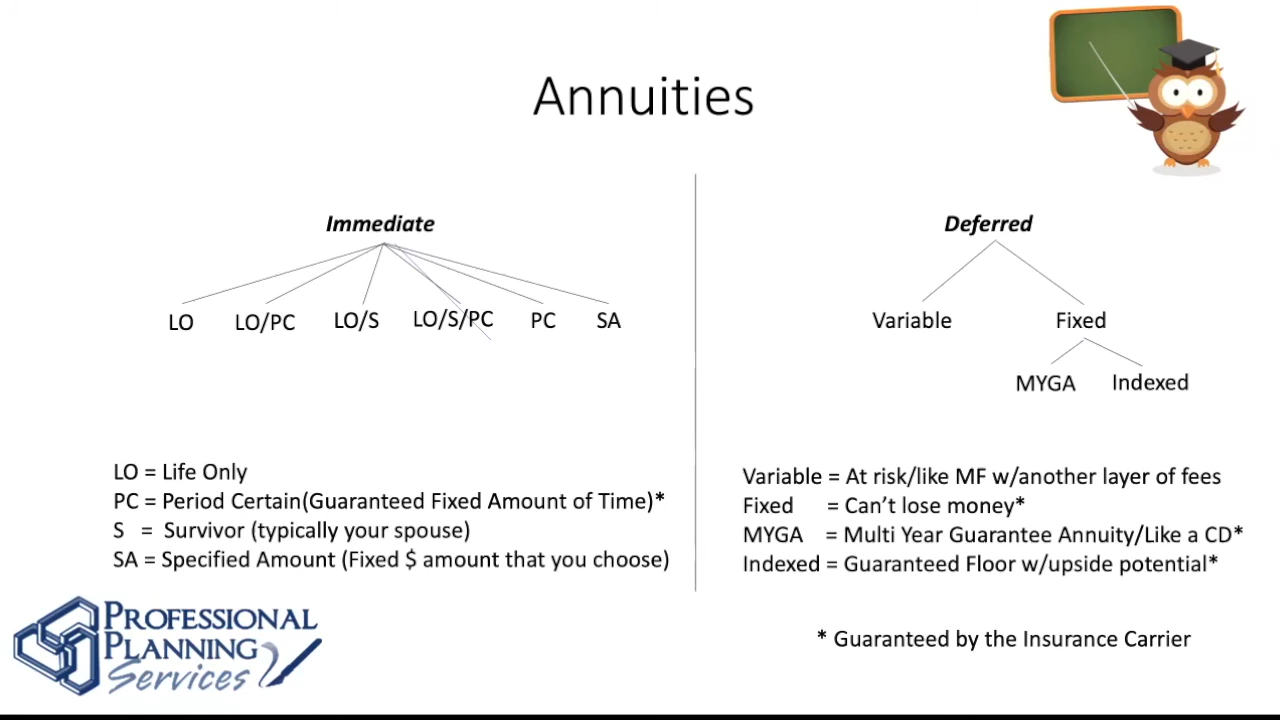 Annuities
Immediate
LO LO/PC LO/S LO/S/PC PC SA
LO = Life Only
PC = Period Certain(Guaranteed Fixed Amount of Time)*
S = Survivor (typically your spouse)
SA = Specified Amount (Fixed $ amount that you choose)
Deferred
Variable Fixed
MYGA Indexed
Variable = At risk/like MF w/another layer of fees
Fixed = Can’t lose money*
MYGA = Multi Year Guarantee Annuity/Like a CD*
Indexed = Guaranteed Floor w/upside potential*
* Guaranteed by the Insurance Carrier
PROFESSIONAL
PLANNING
Services